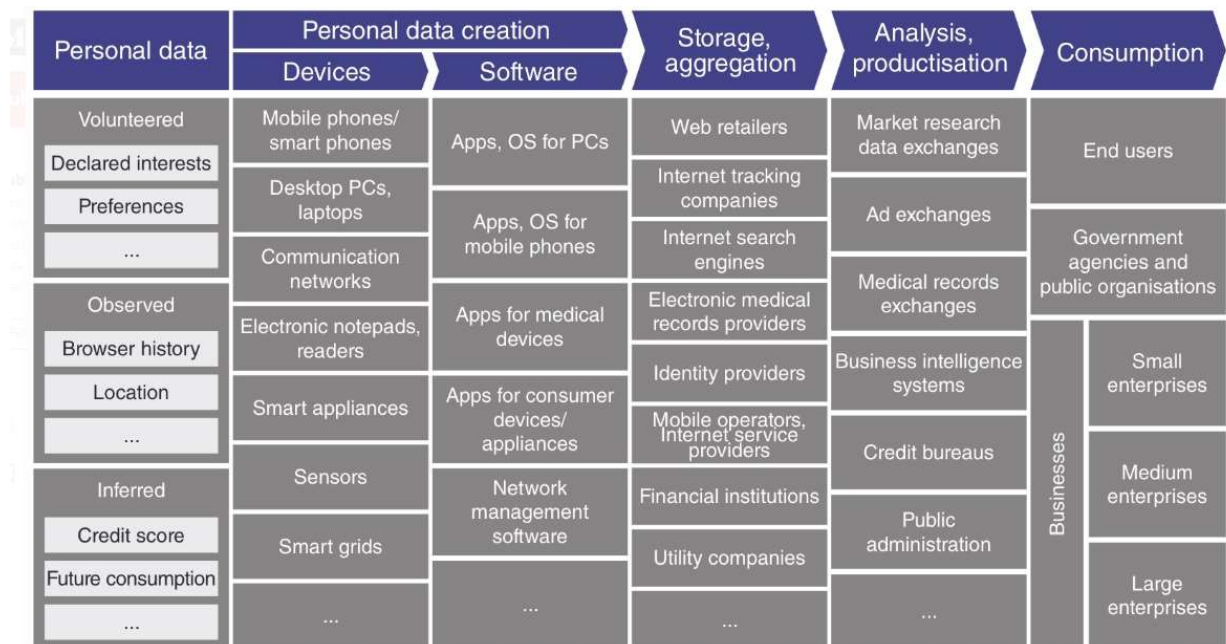 Personal data
Personal data creation
Devices
Software
Storage,
aggregation
Analysis,
productisation
Consumption
Volunteered
Declared interests
Preferences
...
Observed
Browser history
Location
...
Inferred
Credit score
Future consumption
...
Mobile phones/
smart phones
Desktop PCs,
laptops
Communication
networks
Electronic notepads,
readers
Smart appliances
Sensors
Smart grids
...
Apps, OS for PCs
Apps, OS for
mobile phones
Apps for medical
devices
Apps for consumer
devices/
appliances
Network
management
software
...
Web retailers
Internet tracking
companies
Internet search
engines
Electronic medical
records providers
Identity providers
Mobile operators,
Internet service
providers
Financial institutions
Utility companies
...
Market research
data exchanges
Ad exchanges
Medical records
exchanges
Business intelligence
systems
Credit bureaus
Public
administration
...
End users
Government
agencies and
public organisations
Businesses
Small
enterprises
Medium
enterprises
Large
enterprises